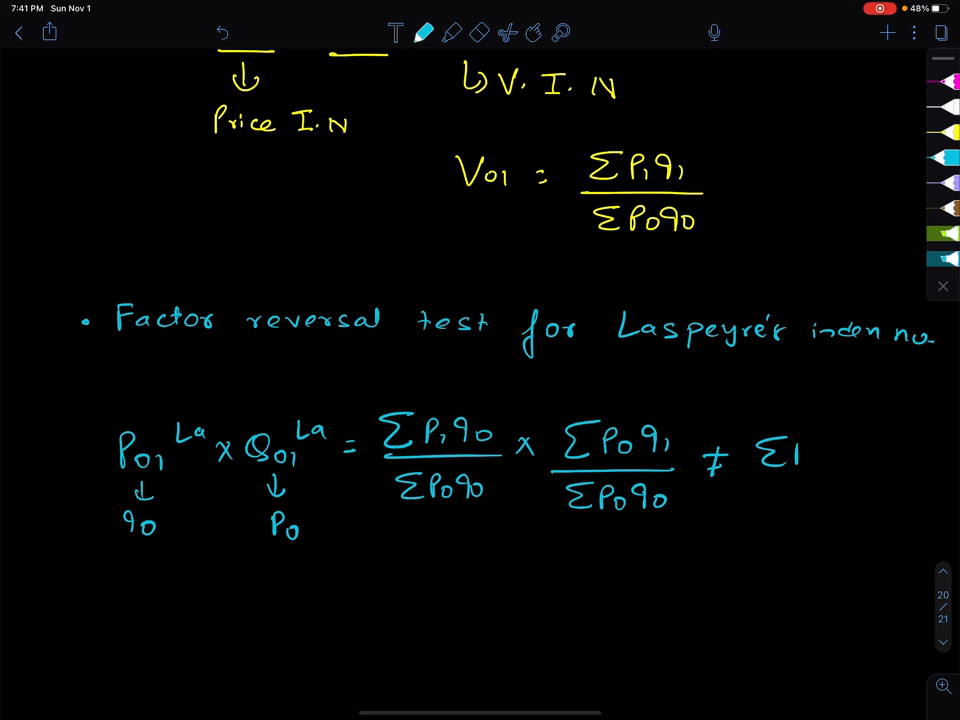 7:41 PM Sun Nov 1
48%
Price I.N
↳ V. I. N
V01 = ΣP1q1 / ΣP0q0
• Factor reversal test for Laspeyre's inden no.
P01^La × Q01^La = ΣP1q0 / ΣP0q0 × ΣP0q1 / ΣP0q0 ≠ Σ1
↓ ↓
q0 P0
20
/
21